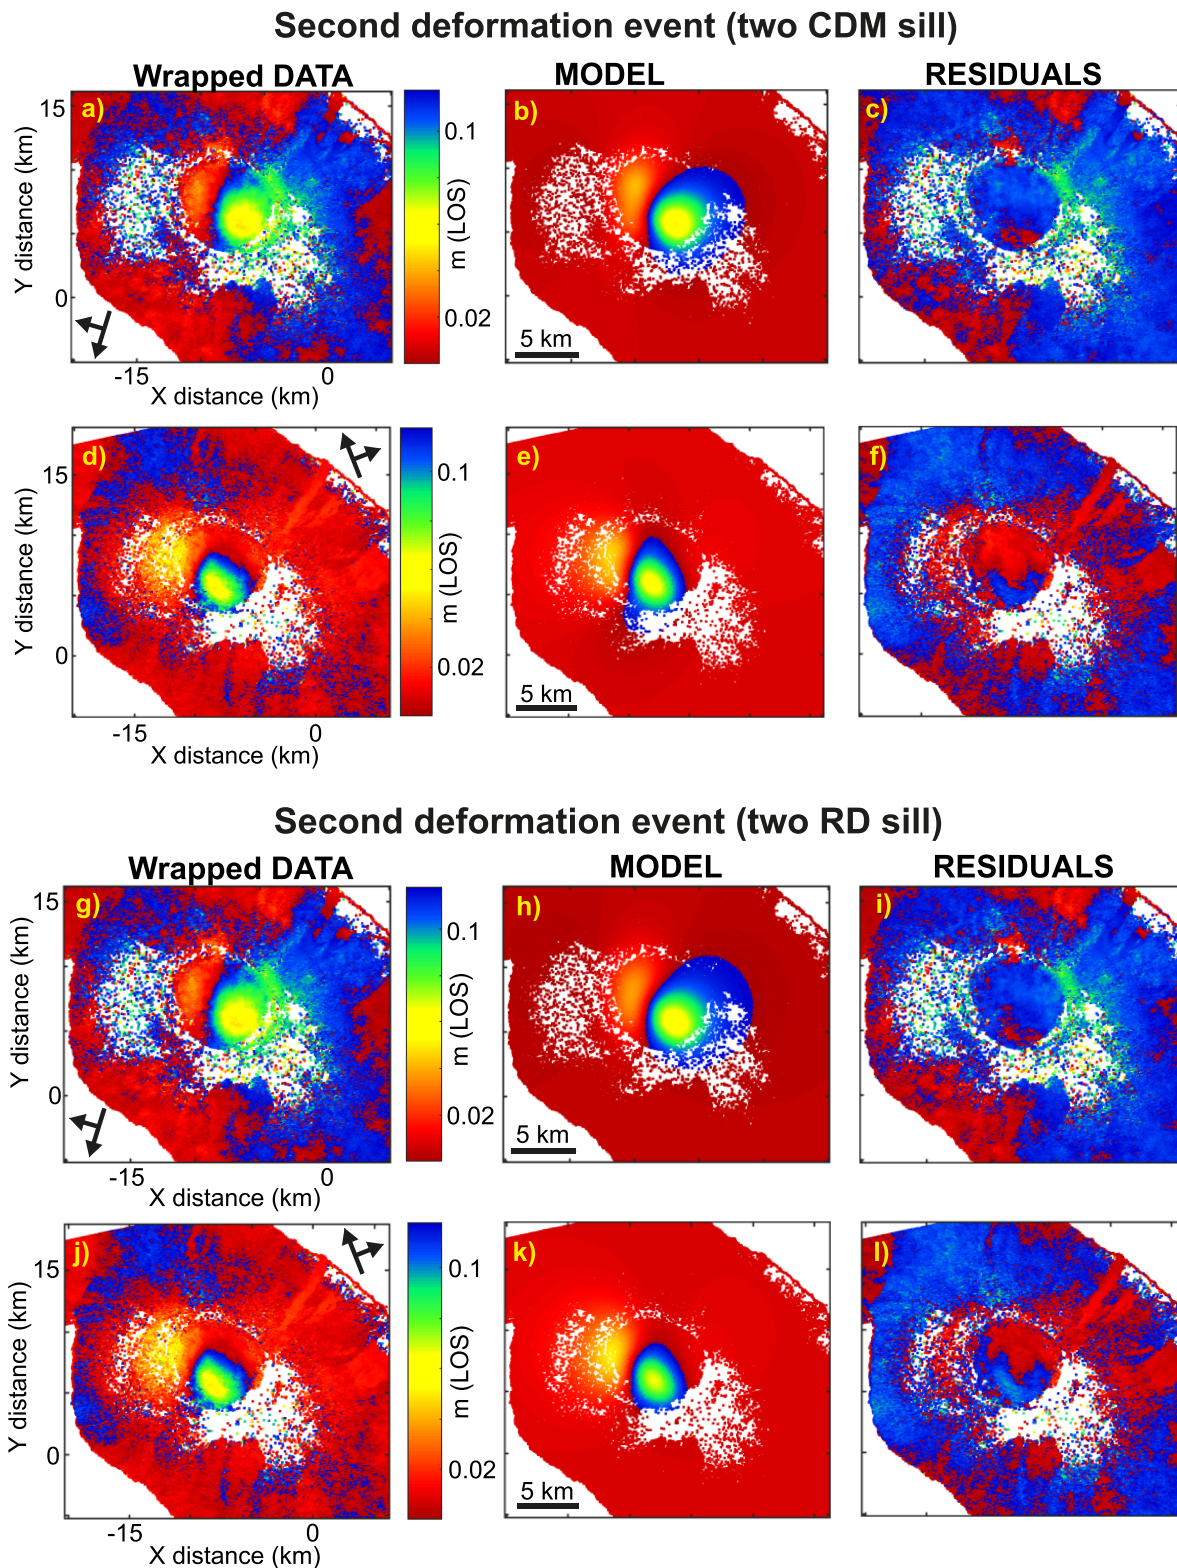 Second deformation event (two CDM sill)
Wrapped DATA MODEL RESIDUALS
a) b) c)
15
0
Y distance (km)
-15 0
X distance (km)
0.1
0.02
m (LOS)
5 km
d) e) f)
15
0
Y distance (km)
-15 0
X distance (km)
0.1
0.02
m (LOS)
5 km
Second deformation event (two RD sill)
Wrapped DATA MODEL RESIDUALS
g) h) i)
15
0
Y distance (km)
-15 0
X distance (km)
0.1
0.02
m (LOS)
5 km
j) k) l)
15
0
Y distance (km)
-15 0
X distance (km)
0.1
0.02
m (LOS)
5 km